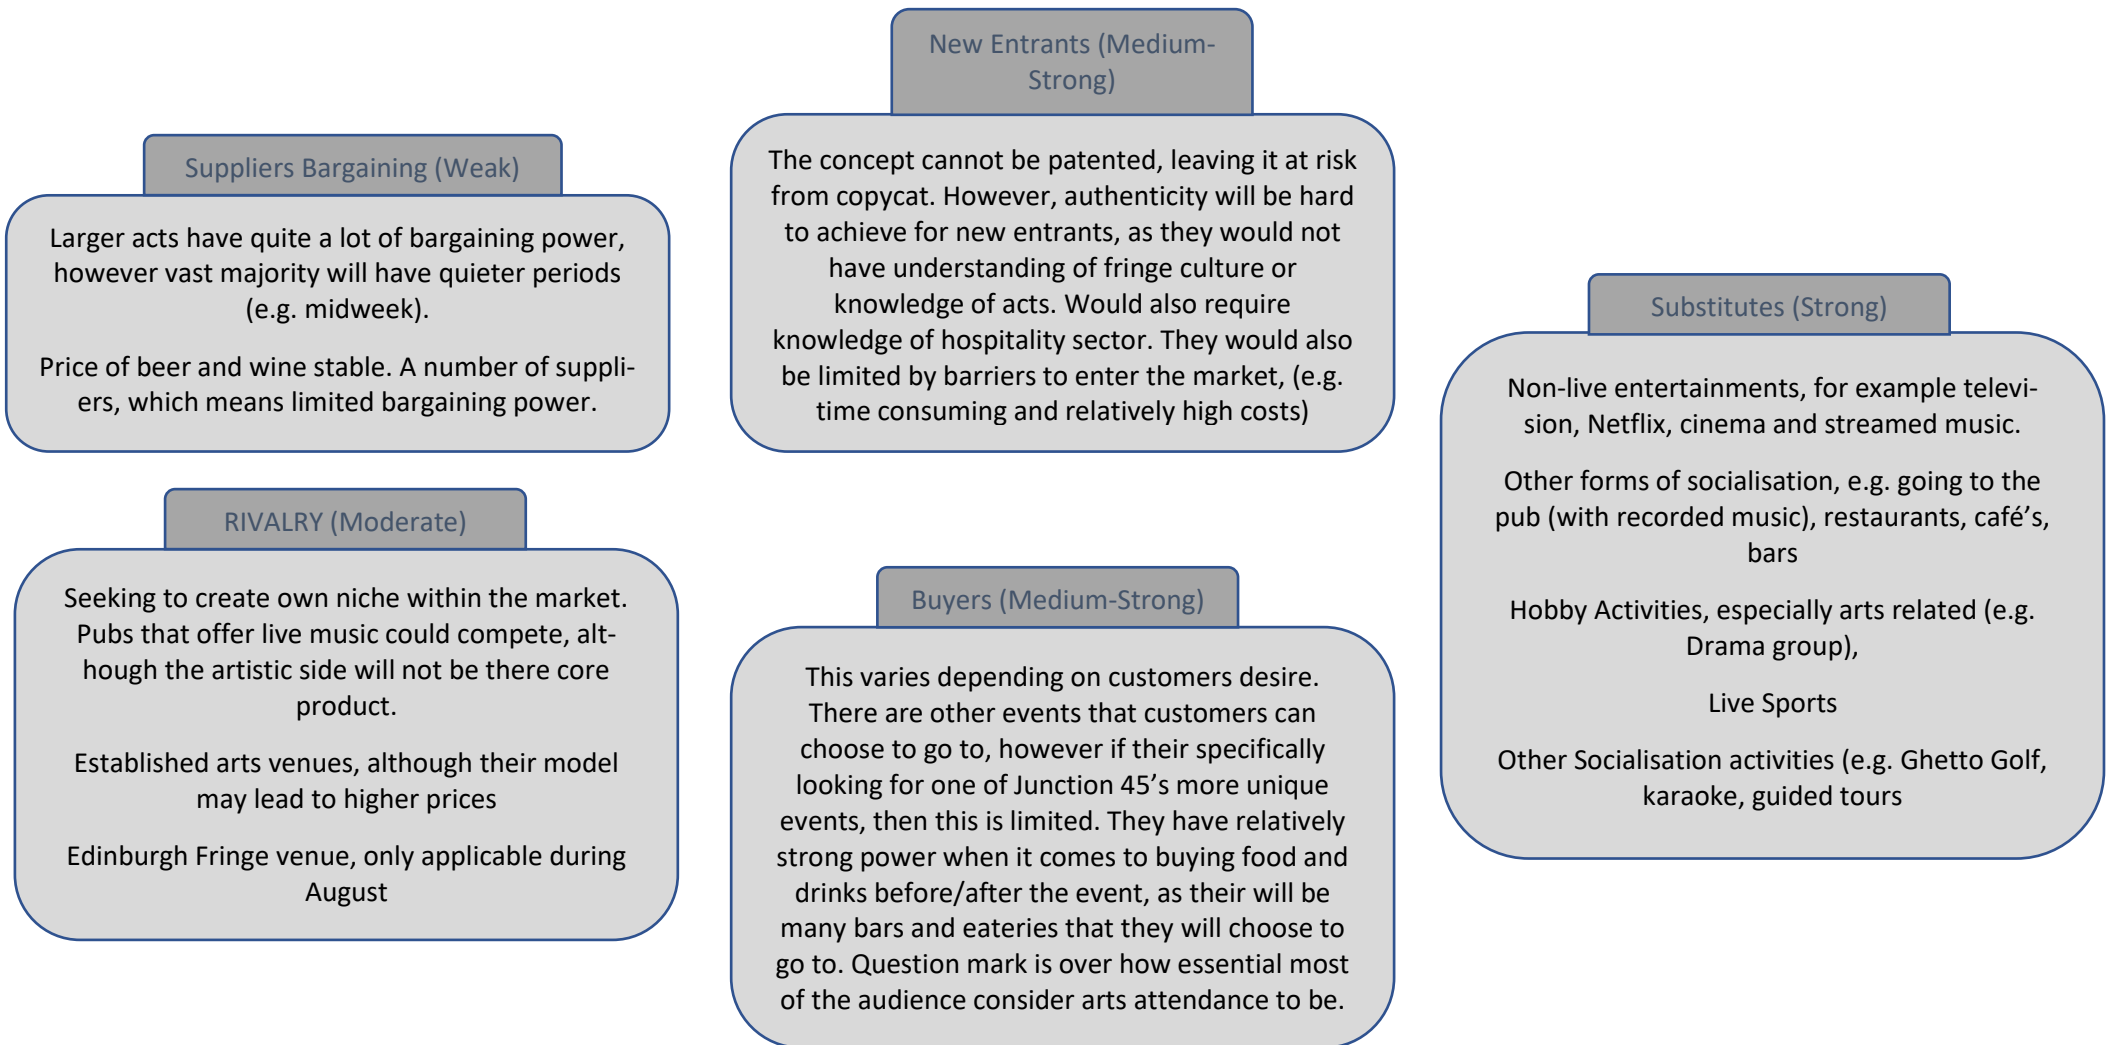 Suppliers Bargaining (Weak)
Larger acts have quite a lot of bargaining power,
however vast majority will have quieter periods
(e.g. midweek).
Price of beer and wine stable. A number of suppli-
ers, which means limited bargaining power.
New Entrants (Medium-
Strong)
The concept cannot be patented, leaving it at risk
from copycat. However, authenticity will be hard
to achieve for new entrants, as they would not
have understanding of fringe culture or
knowledge of acts. Would also require
knowledge of hospitality sector. They would also
be limited by barriers to enter the market, (e.g.
time consuming and relatively high costs)
Substitutes (Strong)
Non-live entertainments, for example televi-
sion, Netflix, cinema and streamed music.
Other forms of socialisation, e.g. going to the
pub (with recorded music), restaurants, café's,
bars
Hobby Activities, especially arts related (e.g.
Drama group),
Live Sports
Other Socialisation activities (e.g. Ghetto Golf,
karaoke, guided tours
RIVALRY (Moderate)
Seeking to create own niche within the market.
Pubs that offer live music could compete, alt-
hough the artistic side will not be there core
product.
Established arts venues, although their model
may lead to higher prices
Edinburgh Fringe venue, only applicable during
August
Buyers (Medium-Strong)
This varies depending on customers desire.
There are other events that customers can
choose to go to, however if their specifically
looking for one of Junction 45's more unique
events, then this is limited. They have relatively
strong power when it comes to buying food and
drinks before/after the event, as their will be
many bars and eateries that they will choose to
go to. Question mark is over how essential most
of the audience consider arts attendance to be.